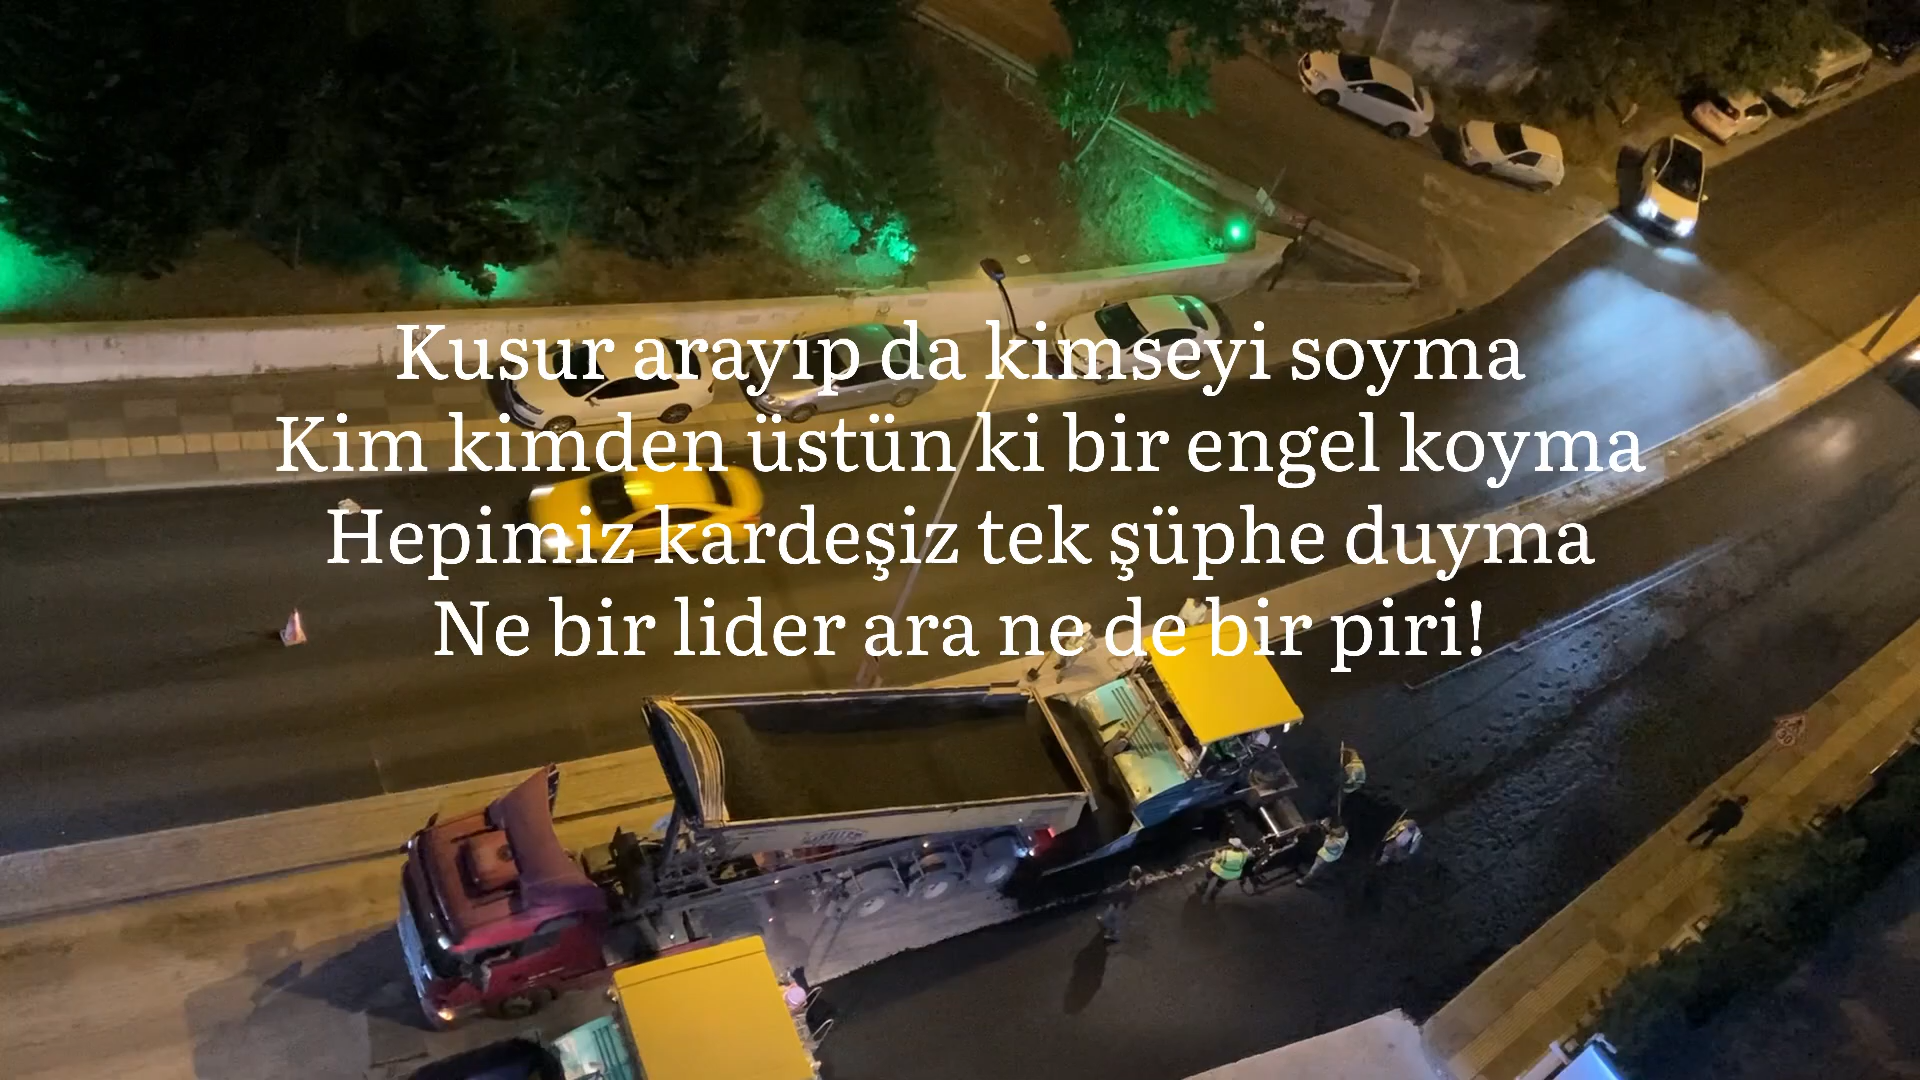 Kusur arayıp da kimseyi soyma
Kim kimden üstün ki bir engel koyma
Hepimiz kardeşiz tek şüphe duyma
Ne bir lider ara ne de bir piri!